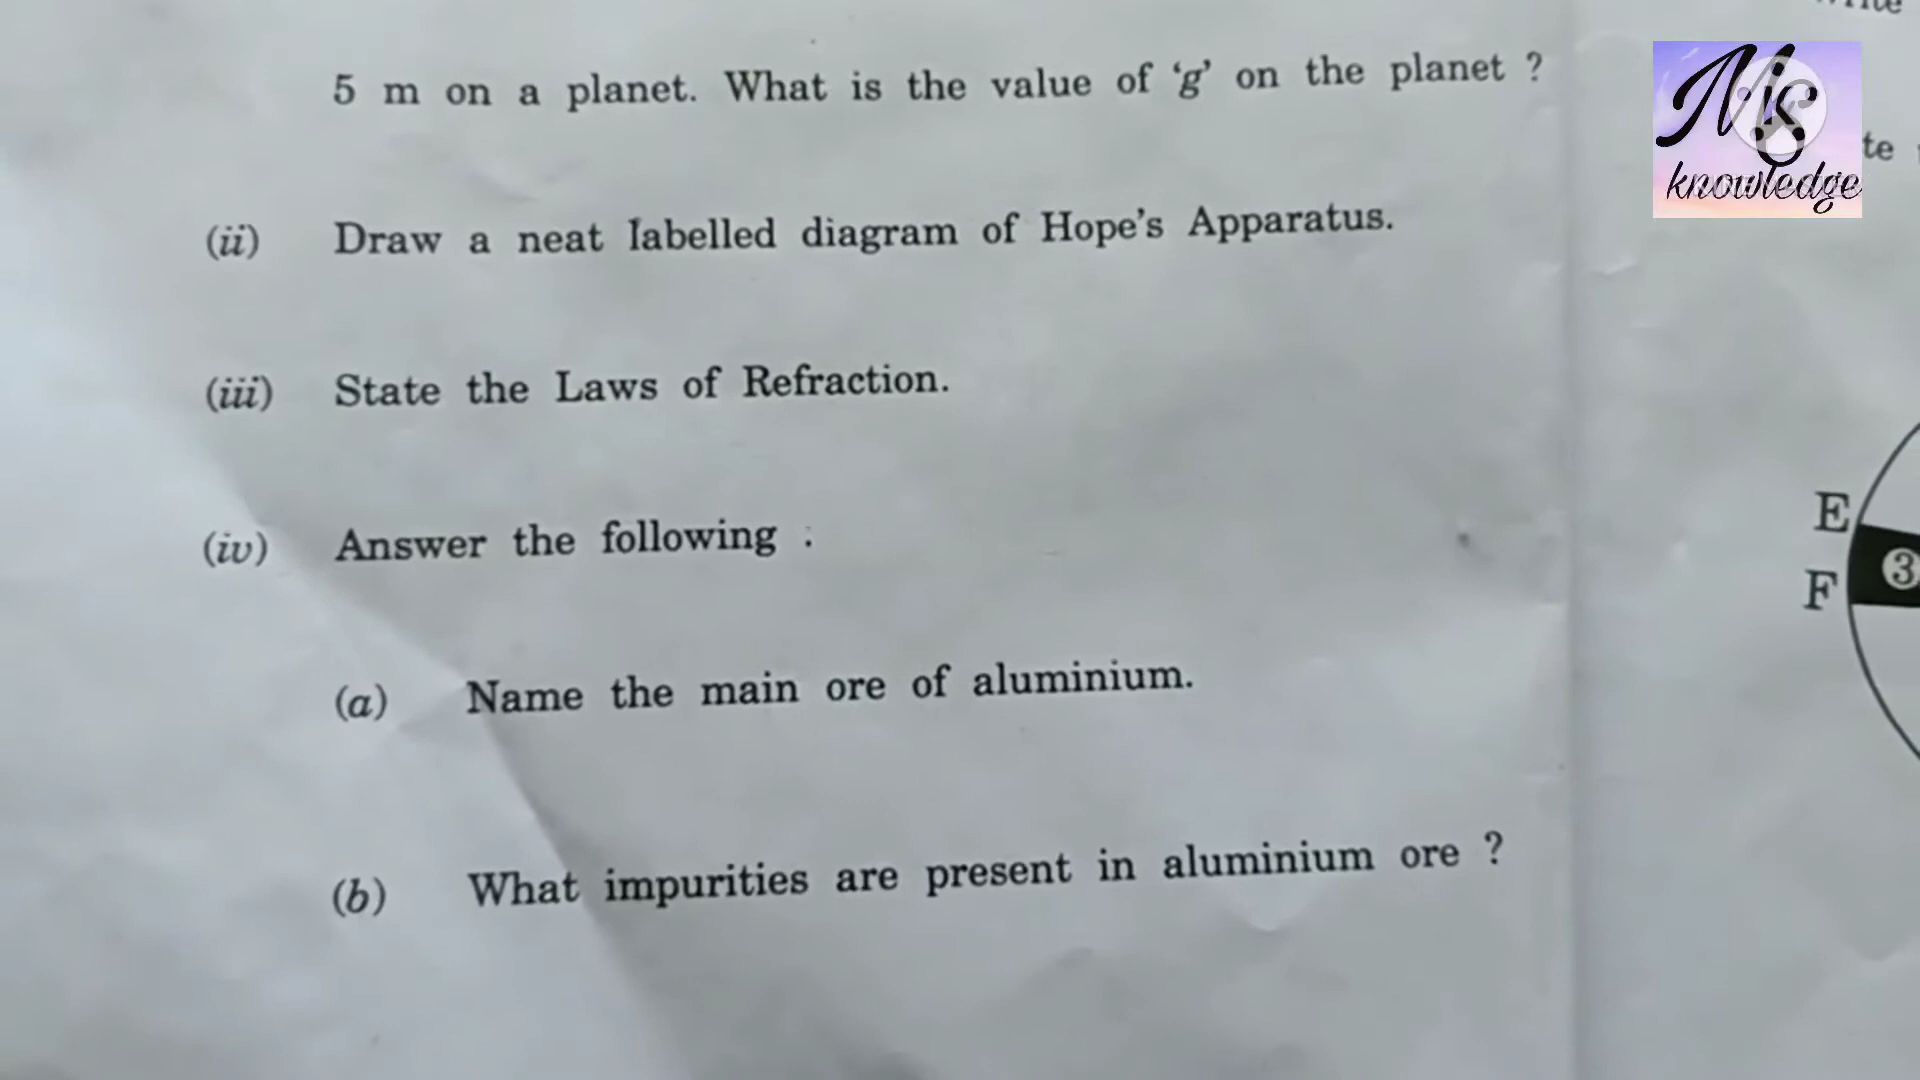 5 m on a planet. What is the value of ‘g’ on the planet ?
(ii) Draw a neat labelled diagram of Hope’s Apparatus.
(iii) State the Laws of Refraction.
(iv) Answer the following :
(a) Name the main ore of aluminium.
(b) What impurities are present in aluminium ore ?
te
knowledge
E
3
F